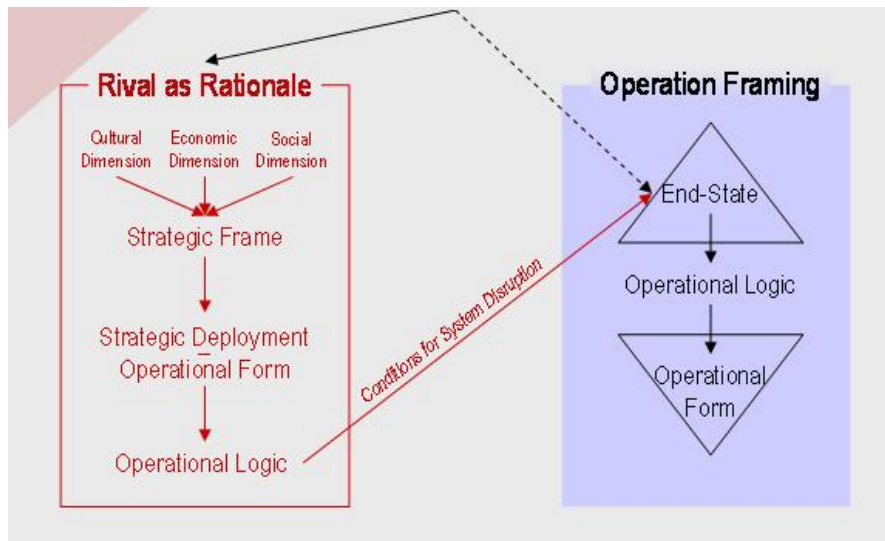 Rival as Rationale
Cultural Dimension
Economic Dimension
Social Dimension
Strategic Frame
Strategic Deployment
–
Operational Form
Operational Logic
Conditions for System Disruption
Operation Framing
End-State
Operational Logic
Operational
Form